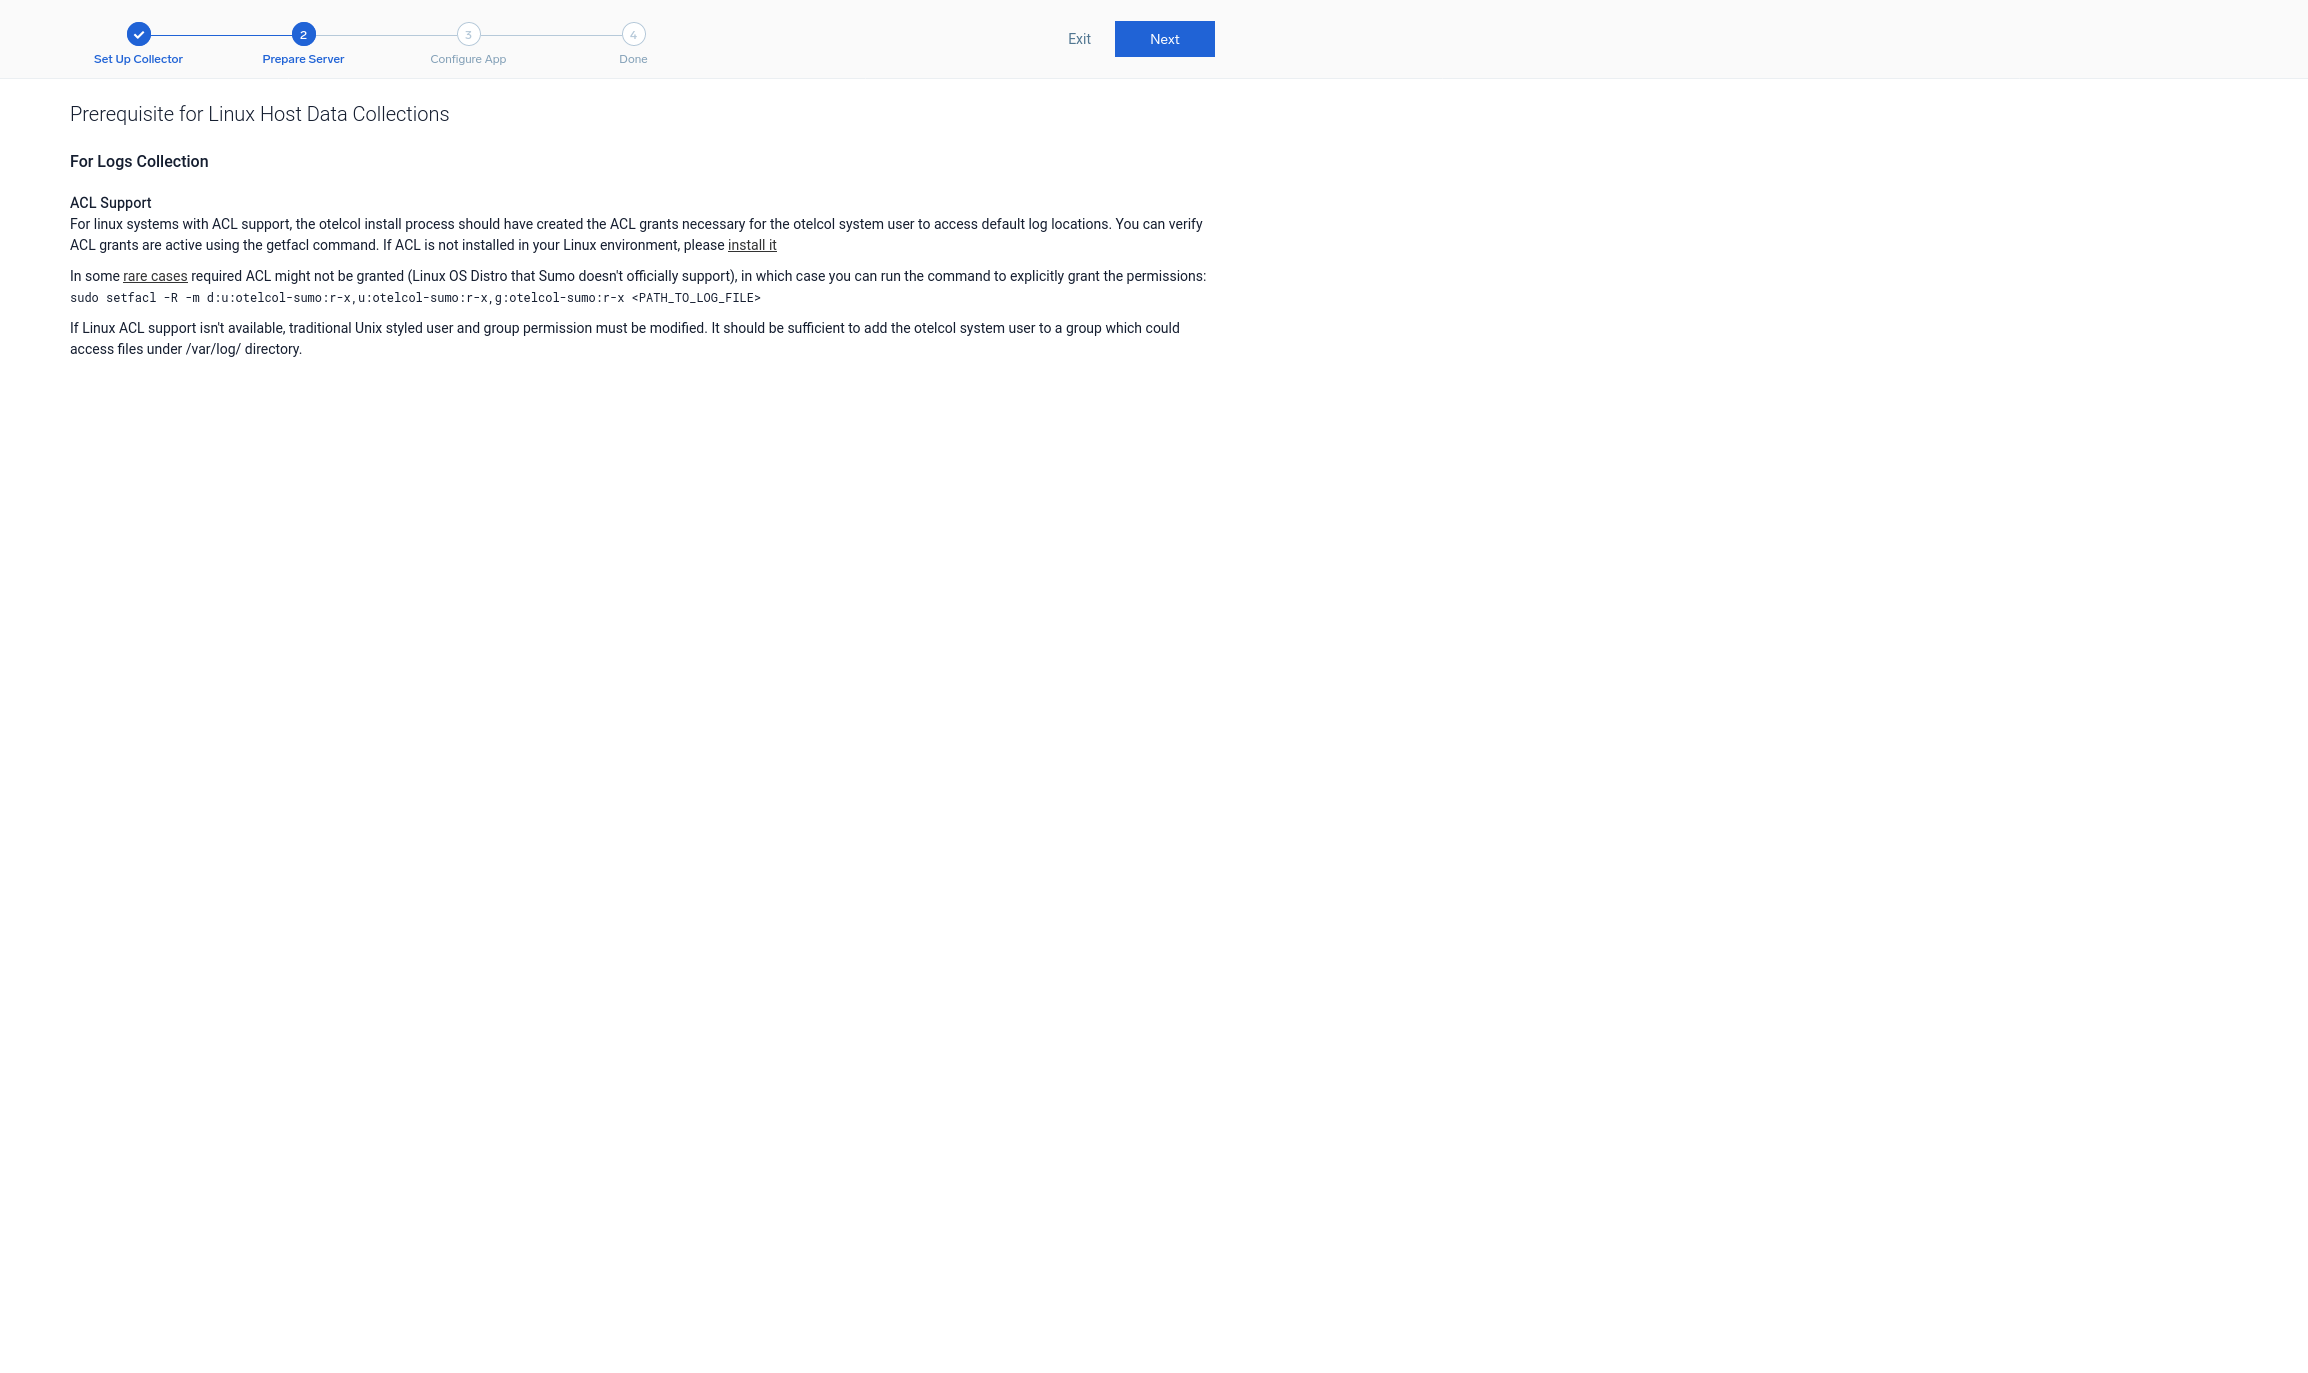 2 3 4
Set Up Collector Prepare Server Configure App Done Exit Next
Prerequisite for Linux Host Data Collections
For Logs Collection
ACL Support
For linux systems with ACL support, the otelcol install process should have created the ACL grants necessary for the otelcol system user to access default log locations. You can verify
ACL grants are active using the getfacl command. If ACL is not installed in your Linux environment, please install it
In some rare cases required ACL might not be granted (Linux OS Distro that Sumo doesn't officially support), in which case you can run the command to explicitly grant the permissions:
sudo setfacl -R -m d:u:otelcol-sumo:r-x,u:otelcol-sumo:r-x,g:otelcol-sumo:r-x <PATH_TO_LOG_FILE>
If Linux ACL support isn't available, traditional Unix styled user and group permission must be modified. It should be sufficient to add the otelcol system user to a group which could
access files under /var/log/ directory.